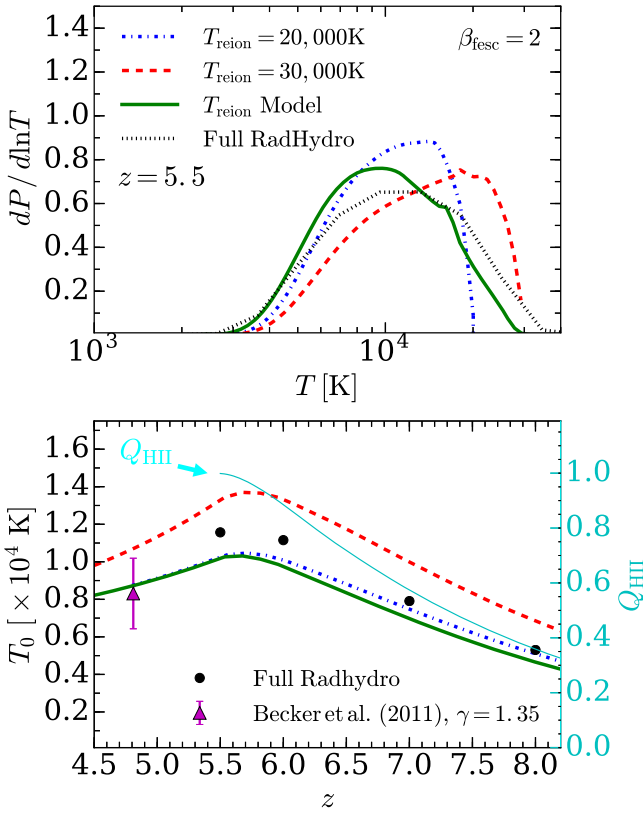 1.4
1.2
1.0
0.8
0.6
0.4
0.2
dP / dlnT
T_reion = 20,000K
T_reion = 30,000K
T_reion Model
Full RadHydro
β_fesc = 2
z = 5.5
10^3
10^4
T [K]
1.6
1.4
1.2
1.0
0.8
0.6
0.4
0.2
T_0 [×10^4 K]
Q_HII
Full Radhydro
Becker et al. (2011), γ = 1.35
1.0
0.8
0.6
0.4
0.2
0.0
Q_HII
4.5 5.0 5.5 6.0 6.5 7.0 7.5 8.0
z